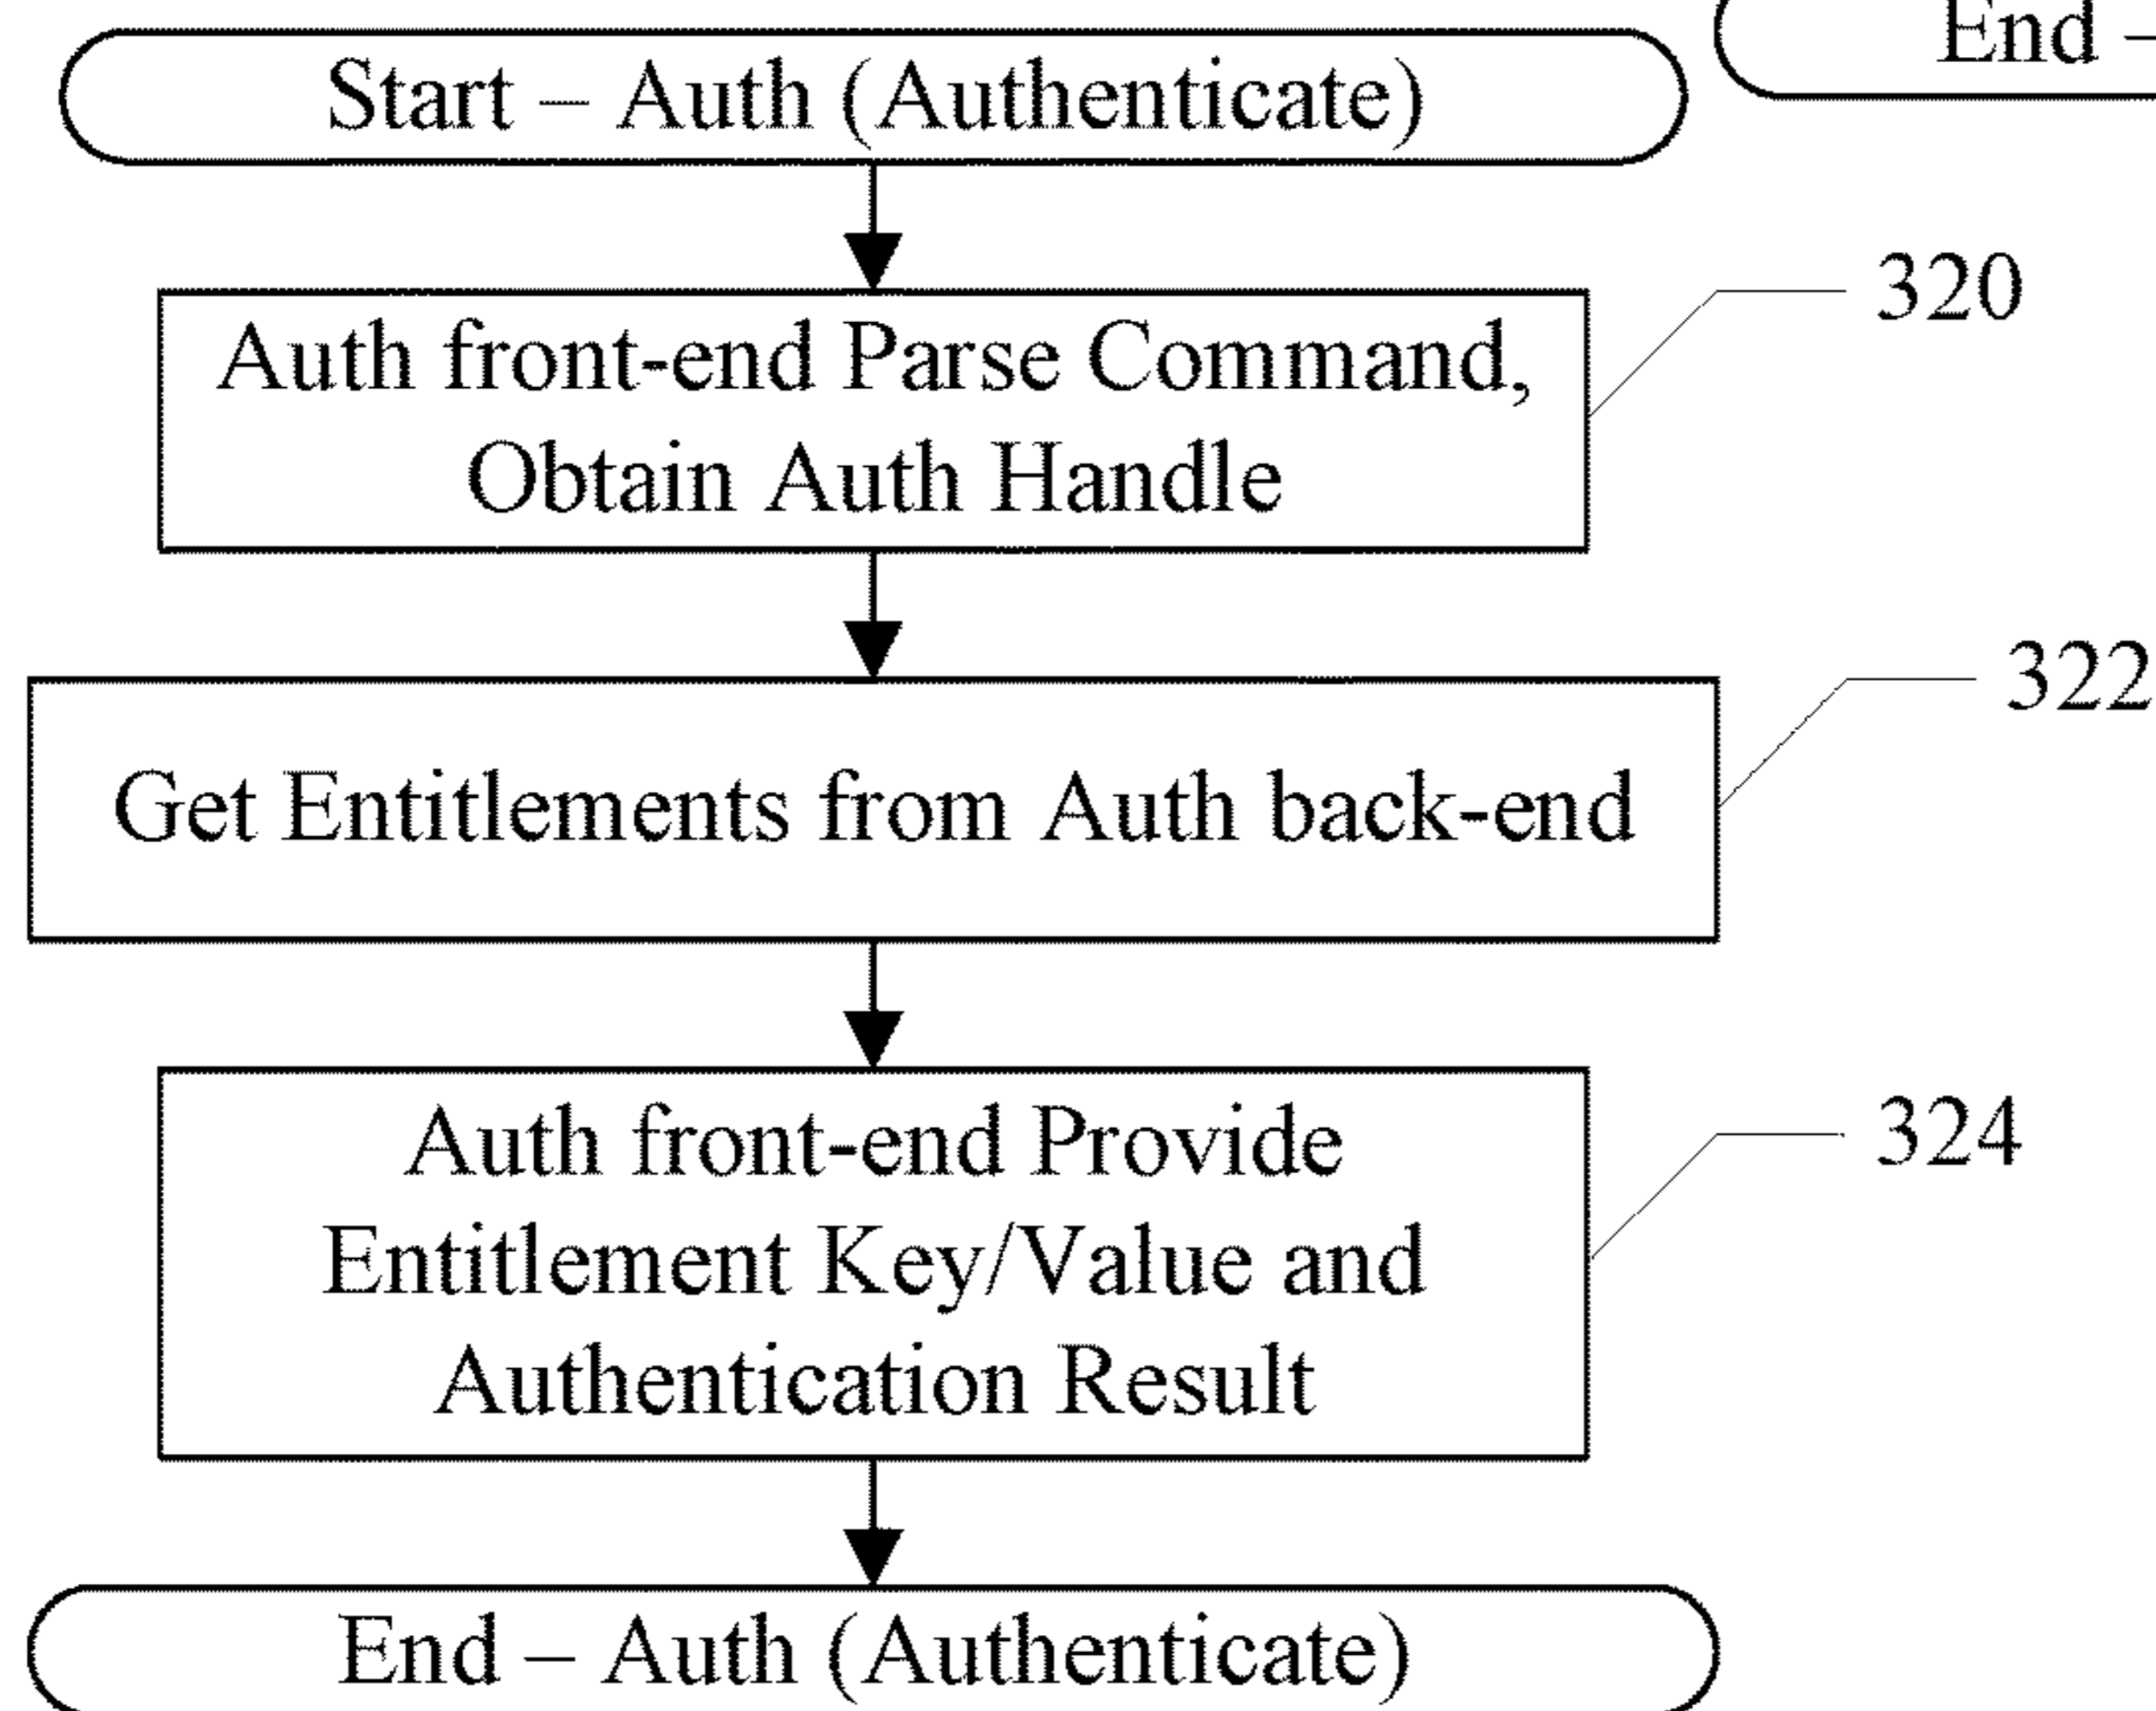 Start – Auth (Authenticate)
End –
320
Auth front-end Parse Command,
Obtain Auth Handle
322
Get Entitlements from Auth back-end
324
Auth front-end Provide
Entitlement Key/Value and
Authentication Result
End – Auth (Authenticate)